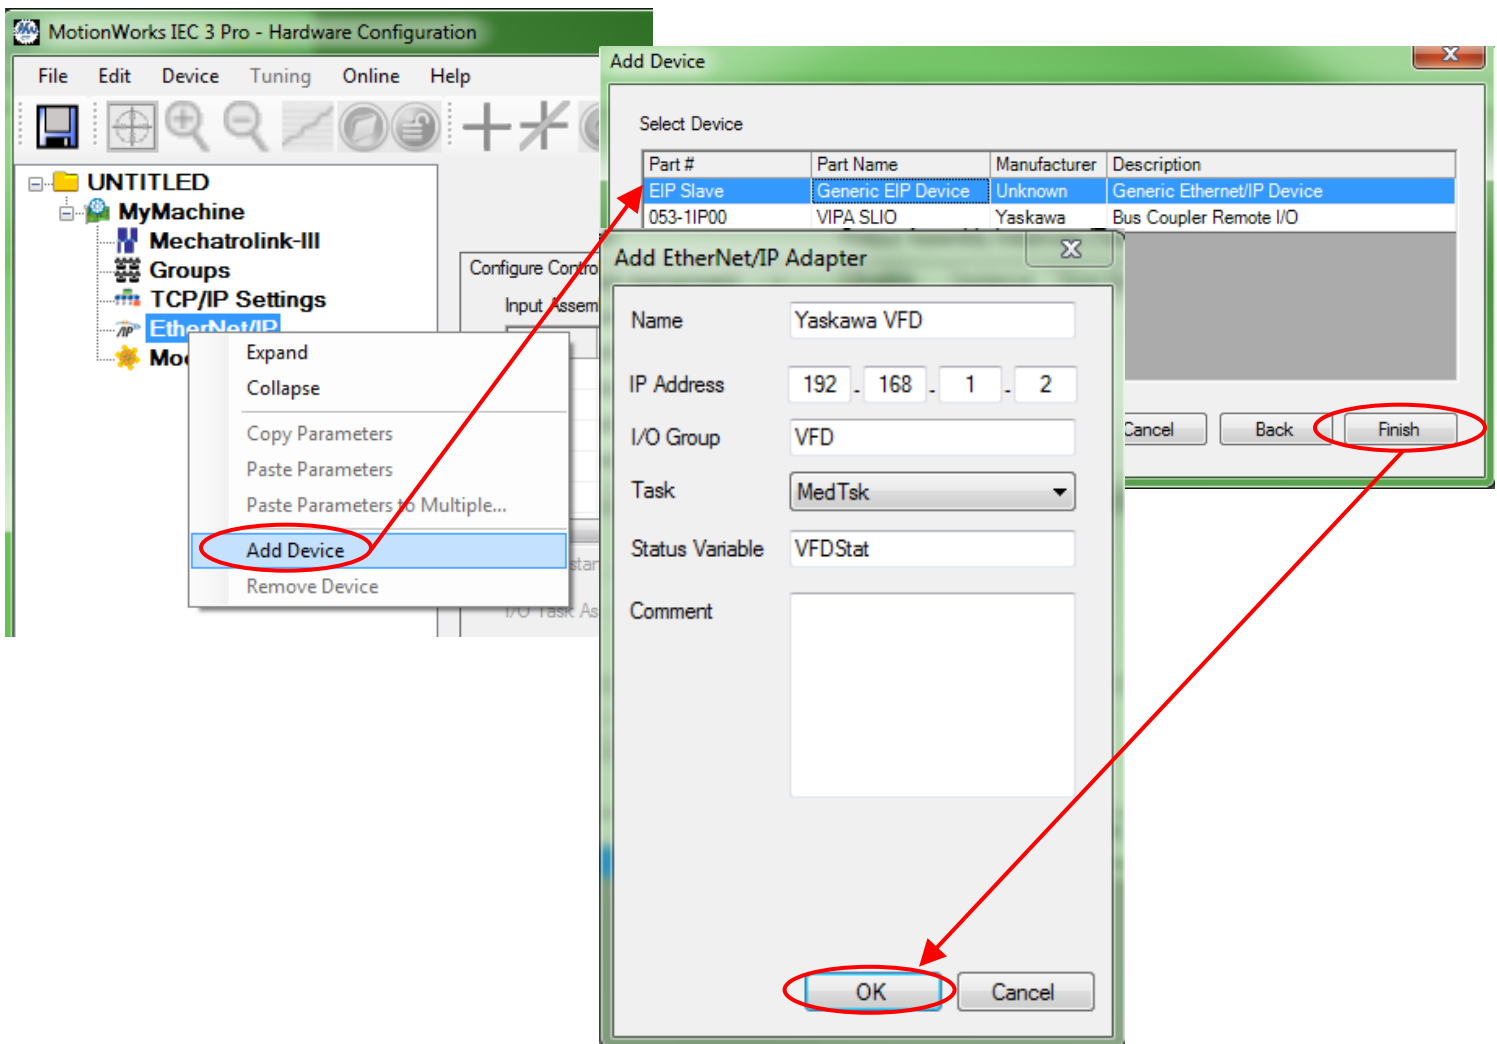 MotionWorks IEC 3 Pro - Hardware Configuration
File Edit Device Tuning Online Help
UNTITLED
MyMachine
Mechatrolink-III
Groups
TCP/IP Settings
EtherNet/IP
Expand
Collapse
Copy Parameters
Paste Parameters
Paste Parameters to Multiple...
Add Device
Remove Device
Configure
Input
I/O Task
Add Device
X
Select Device
Part # Part Name Manufacturer Description
EIP Slave Generic EIP Device Unknown Generic Ethernet/IP Device
053-1IP00 VIPA SLIO Yaskawa Bus Coupler Remote I/O
Cancel Back Finish
Add EtherNet/IP Adapter
X
Name Yaskawa VFD
IP Address 192 . 168 . 1 . 2
I/O Group VFD
Task MedTsk
Status Variable VFDStat
Comment
OK Cancel